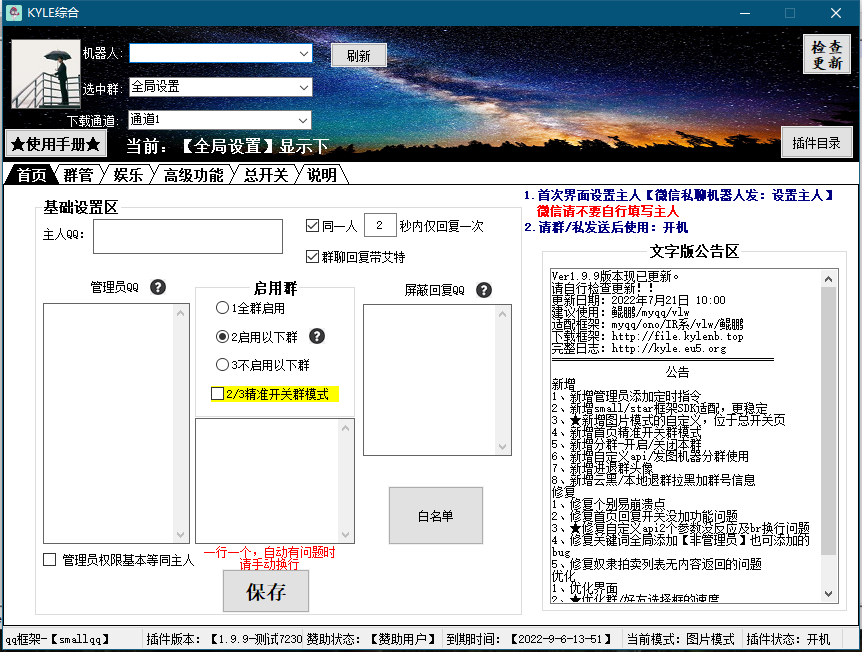 KYLE综合
机器人:
刷新
检查
更新
选中群:
全局设置
下载通道:
通道1
★使用手册★
当前: 【全局设置】显示下
插件目录
首页
群管
娱乐
高级功能
总开关
说明
1.首次界面设置主人【微信私聊机器人发：设置主人】
微信请不要自行填写主人
2.请群/私发送后使用：开机
基础设置区
主人QQ:
同一人
2
秒内仅回复一次
群聊回复带艾特
管理员QQ
?
启用群
1全群启用
2启用以下群
?
3不启用以下群
2/3精准开关群模式
屏蔽回复QQ
?
白名单
管理员权限基本等同主人
一行一个，自动有问题时
请手动换行
保存
文字版公告区
Ver1.9.9版本现已更新。
请自行检查更新！！
更新日期: 2022年7月21日 10:00
建议使用: 鲲鹏/myqq/vlw
适配框架: myqq/ono/IR系/vlw/鲲鹏
下载框架: http://file.kylenb.top
完整日志: http://kyle.eu5.org
公告
新增
1、新增管理员添加定时指令
2、新增small/star框架SDK适配，更稳定
3、★新增图片模式的自定义，位于总开关页
4、新增首页精准开关群模式
5、新增分群-开启/关闭本群
6、新增自定义api/发图机器分群使用
7、新增进退群头像
8、新增云黑/本地退群拉黑加群号信息
修复
1、修复个别易崩溃点
2、修复首页回复开关没加功能问题
3、★修复自定义api2个参数没反应及br换行问题
4、修复关键词全局添加【非管理员】也可添加的
bug
5、修复奴隶拍卖列表无内容返回的问题
优化
1、优化界面
2、★优化群/好友选择框的速度
qq框架-【smallqq】
插件版本: 【1.9.9-测试7230
赞助状态: 【赞助用户】
到期时间: 【2022-9-6-13-51】
当前模式: 图片模式
插件状态: 开机